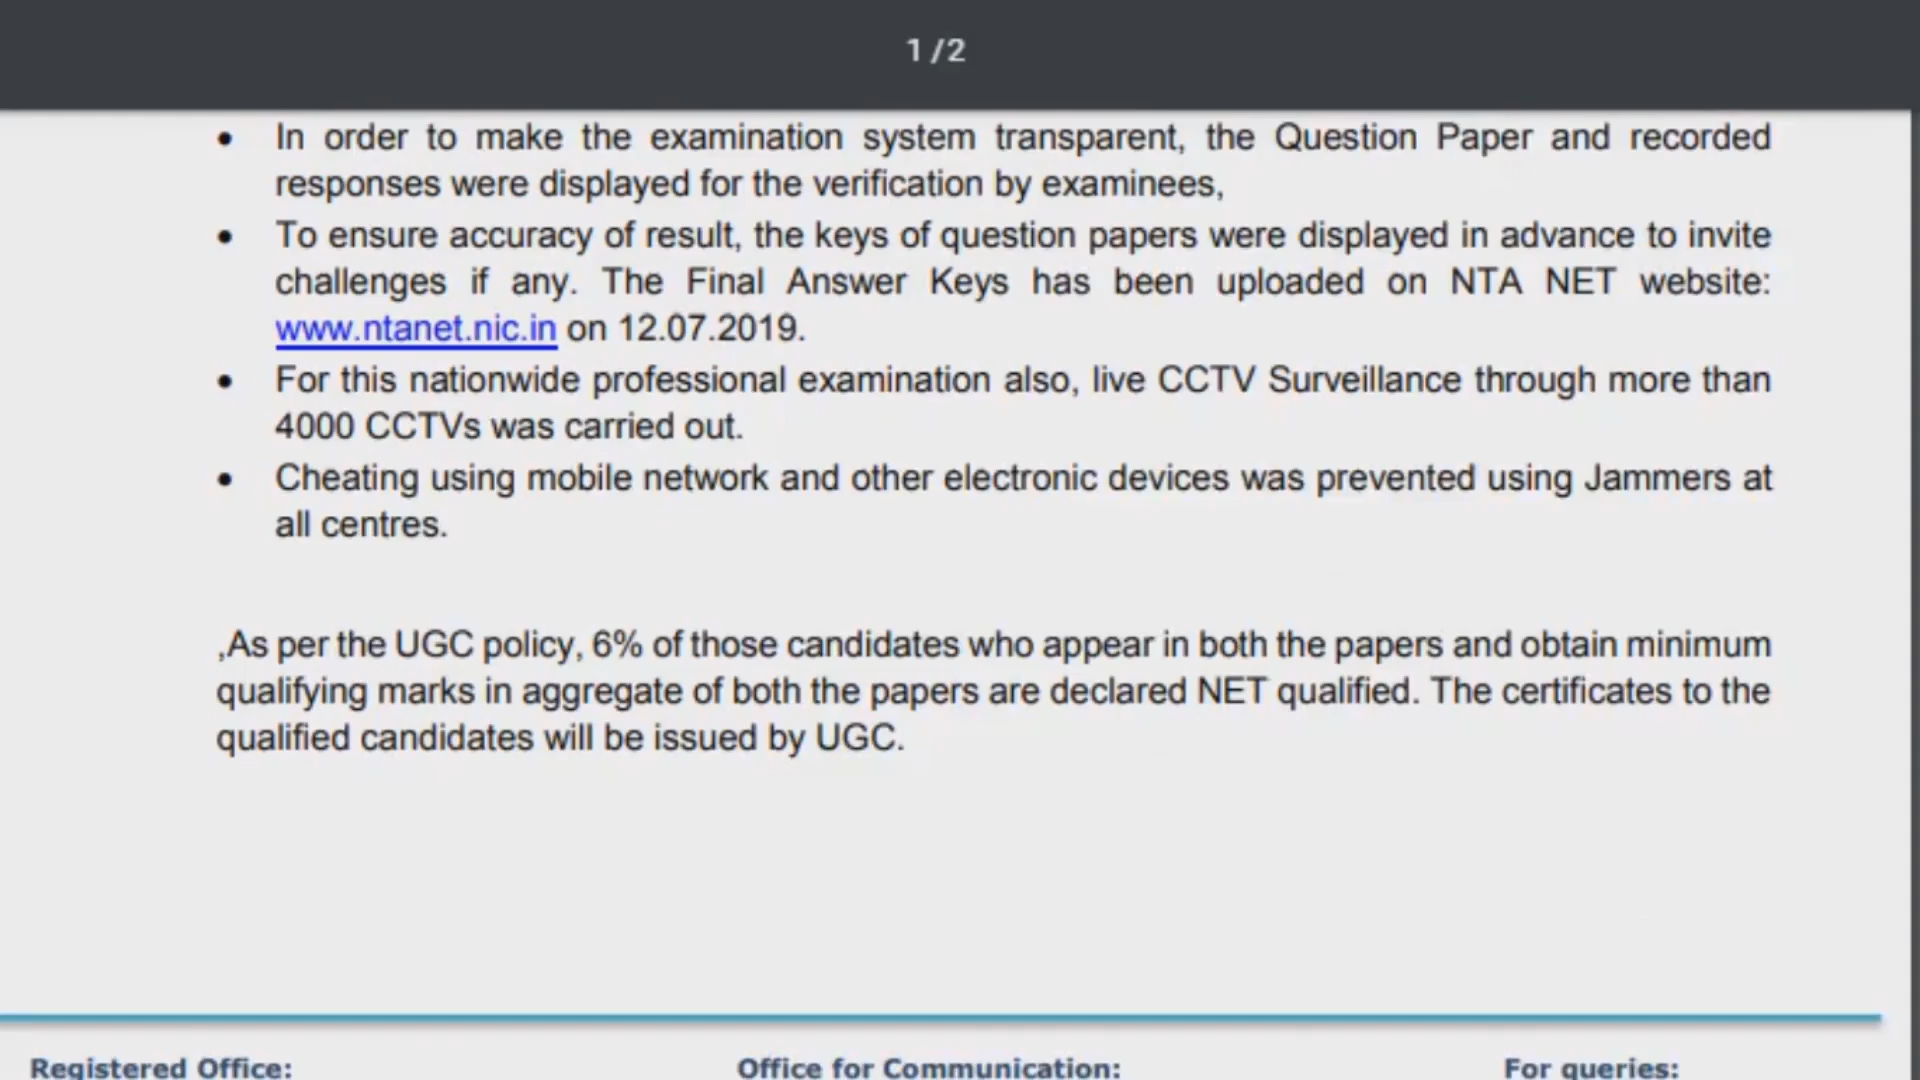 1/2
• In order to make the examination system transparent, the Question Paper and recorded
responses were displayed for the verification by examinees,
• To ensure accuracy of result, the keys of question papers were displayed in advance to invite
challenges if any. The Final Answer Keys has been uploaded on NTA NET website:
www.ntanet.nic.in on 12.07.2019.
• For this nationwide professional examination also, live CCTV Surveillance through more than
4000 CCTVs was carried out.
• Cheating using mobile network and other electronic devices was prevented using Jammers at
all centres.
,As per the UGC policy, 6% of those candidates who appear in both the papers and obtain minimum
qualifying marks in aggregate of both the papers are declared NET qualified. The certificates to the
qualified candidates will be issued by UGC.
Registered Office: Office for Communication: For queries: